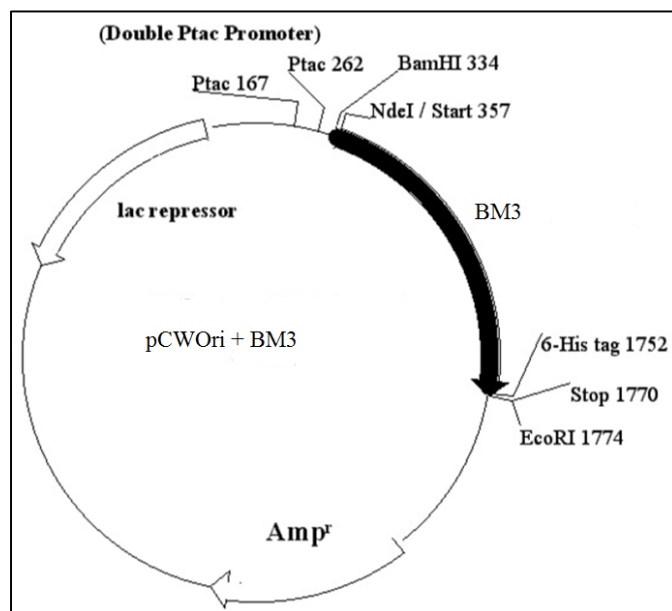 (Double Ptac Promoter)
Ptac 262
BamHI 334
Ptac 167
NdeI / Start 357
lac repressor
BM3
pCWOri + BM3
6-His tag 1752
Stop 1770
EcoRI 1774
Ampʳ